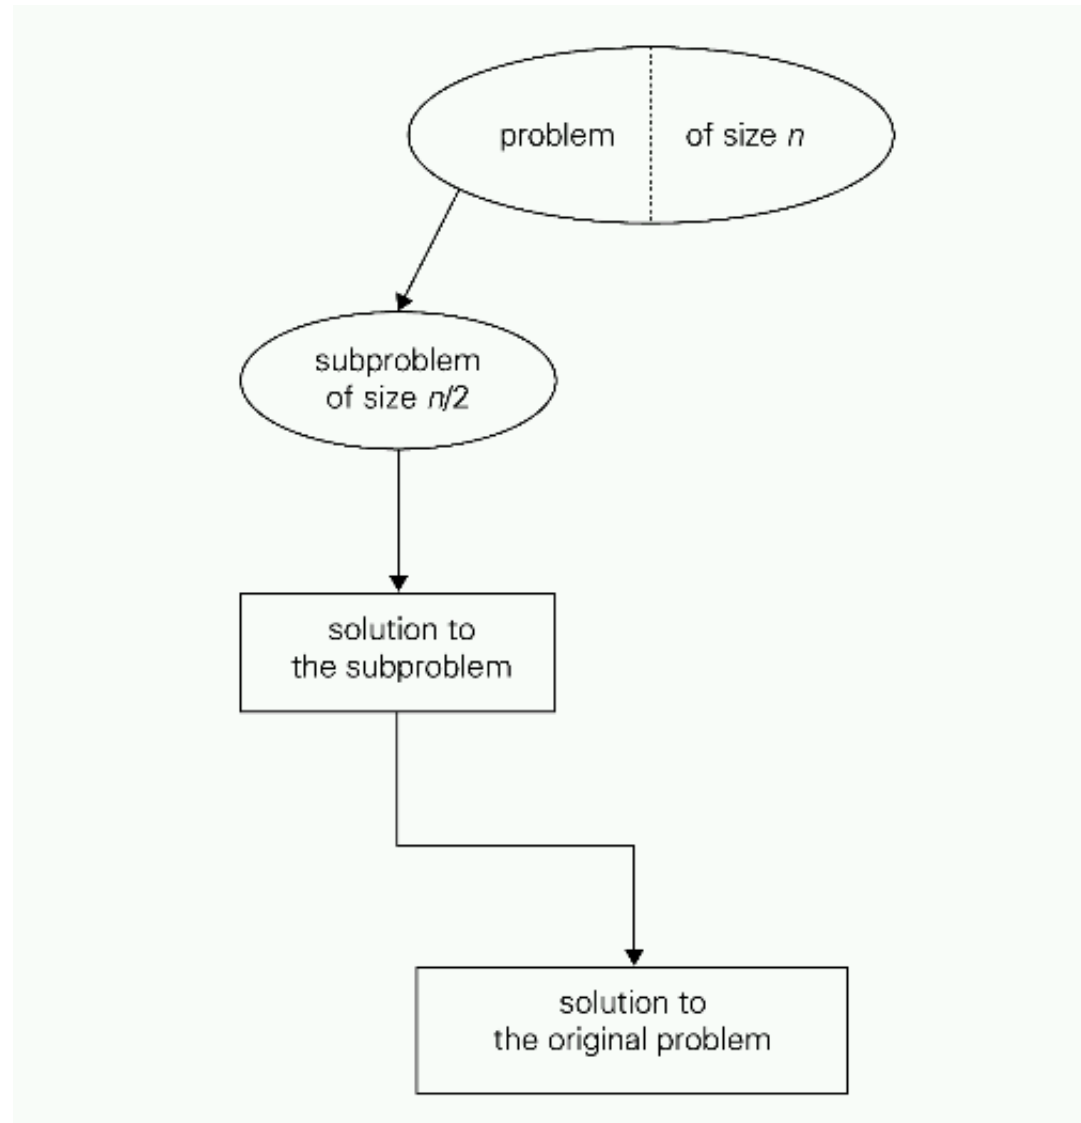 problem of size n
subproblem
of size n/2
solution to
the subproblem
solution to
the original problem